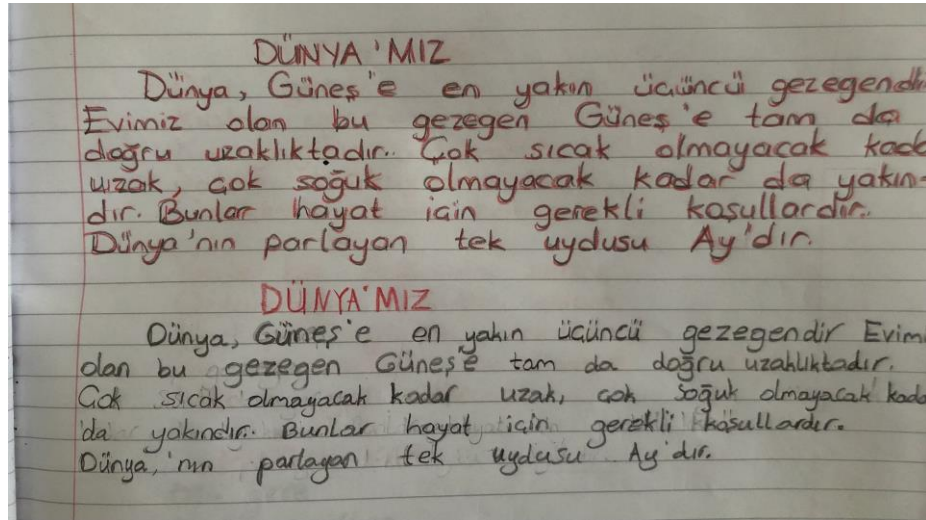 DÜNYA'MIZ
Dünya, Güneş'e en yakın üçüncü gezegendir
Evimiz olan bu gezegen Güneş'e tam da
doğru uzaklıktadır. Çok sıcak olmayacak kad
uzak, çok soğuk olmayacak kadar da yakın-
dır. Bunlar hayat için gerekli koşullardır.
Dünya'nın parlayan tek uydusu Ay'dır.
DÜNYA'MIZ
Dünya, Güneş'e en yakın üçüncü gezegendir Evim
olan bu gezegen Güneş'e tam da doğru uzaklıktadır.
Çok sıcak olmayacak kadar uzak, çok soğuk olmayacak kada
da yakındır. Bunlar hayat için gerekli koşullardır.
Dünya,'nın parlayan tek uydusu Ay'dır.